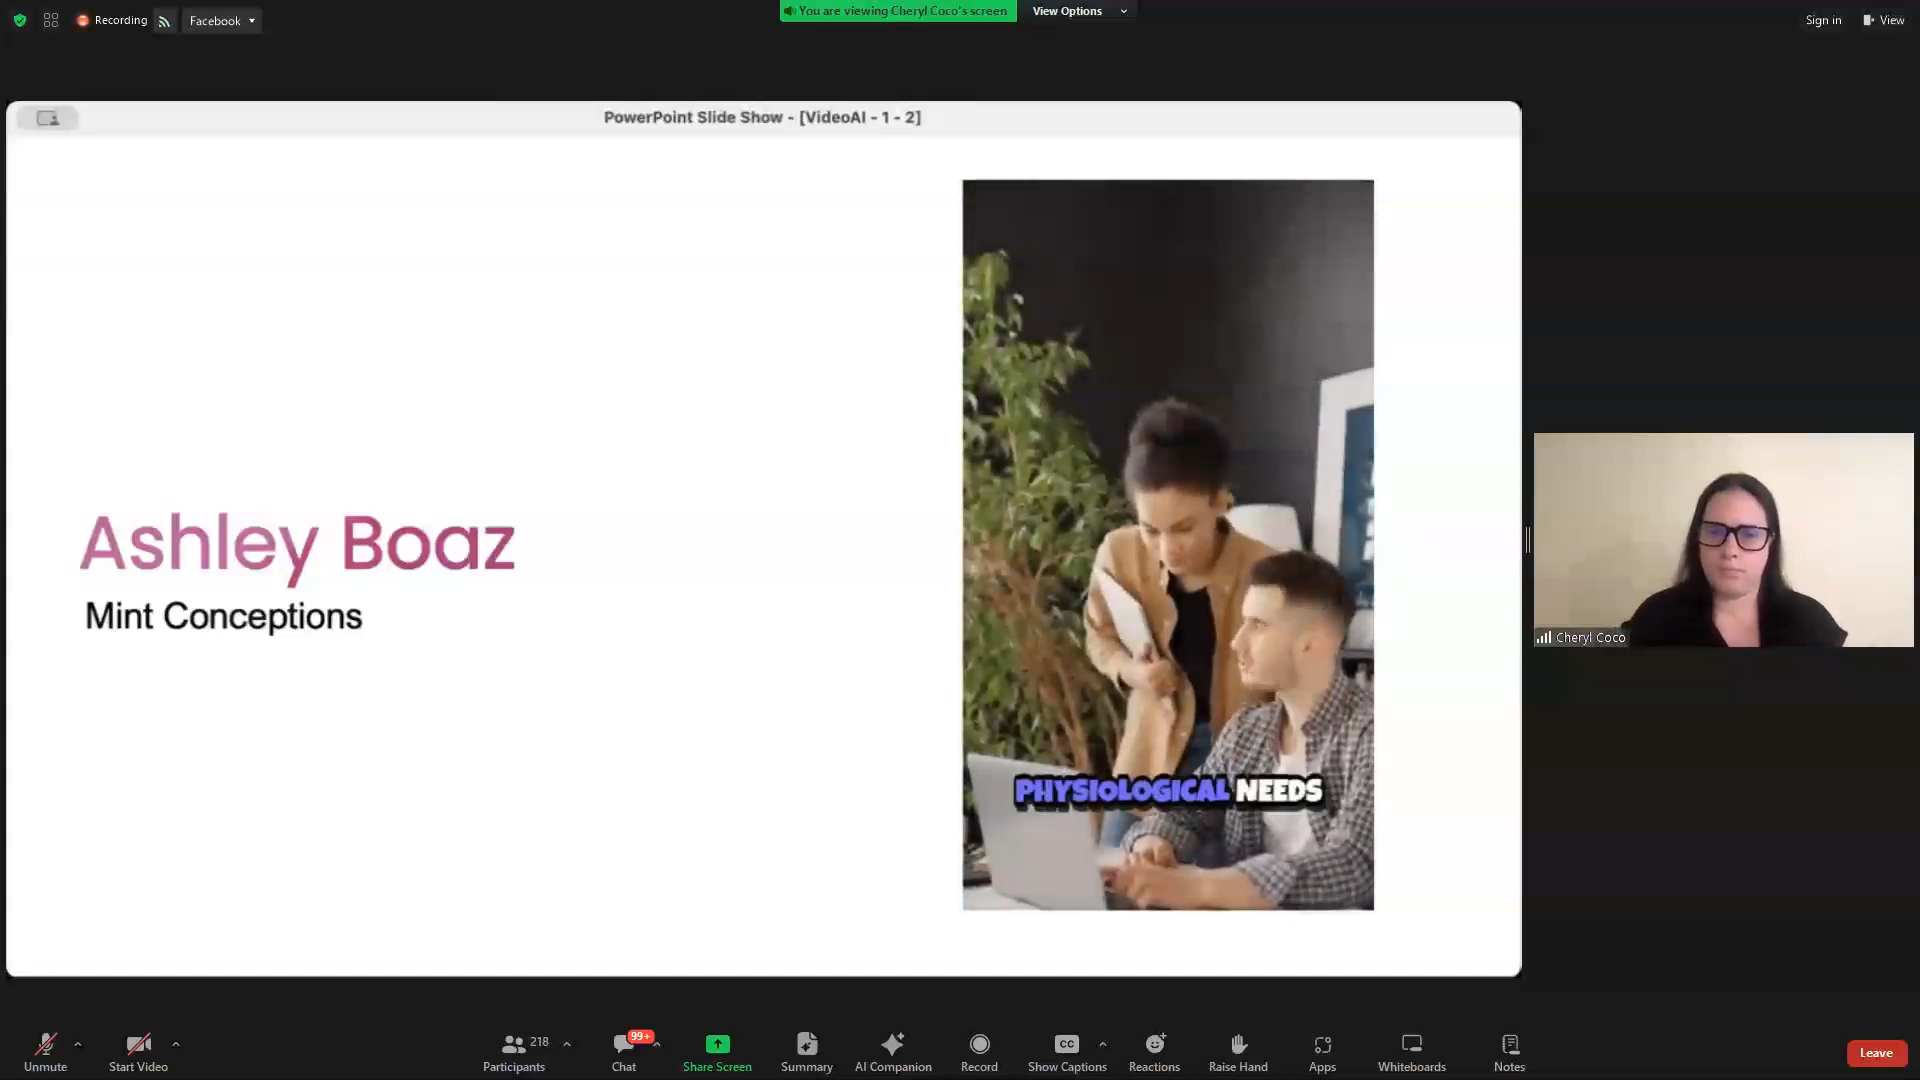 Recording
Facebook
You are viewing Cheryl Coco's screen
View Options
Sign in
View
PowerPoint Slide Show - [VideoAI - 1 - 2]
Ashley Boaz
Mint Conceptions
PHYSIOLOGICAL NEEDS
Cheryl Coco
Unmute
Start Video
218
Participants
99+
Chat
Share Screen
Summary
AI Companion
Record
CC
Show Captions
Reactions
Raise Hand
Apps
Whiteboards
Notes
Leave